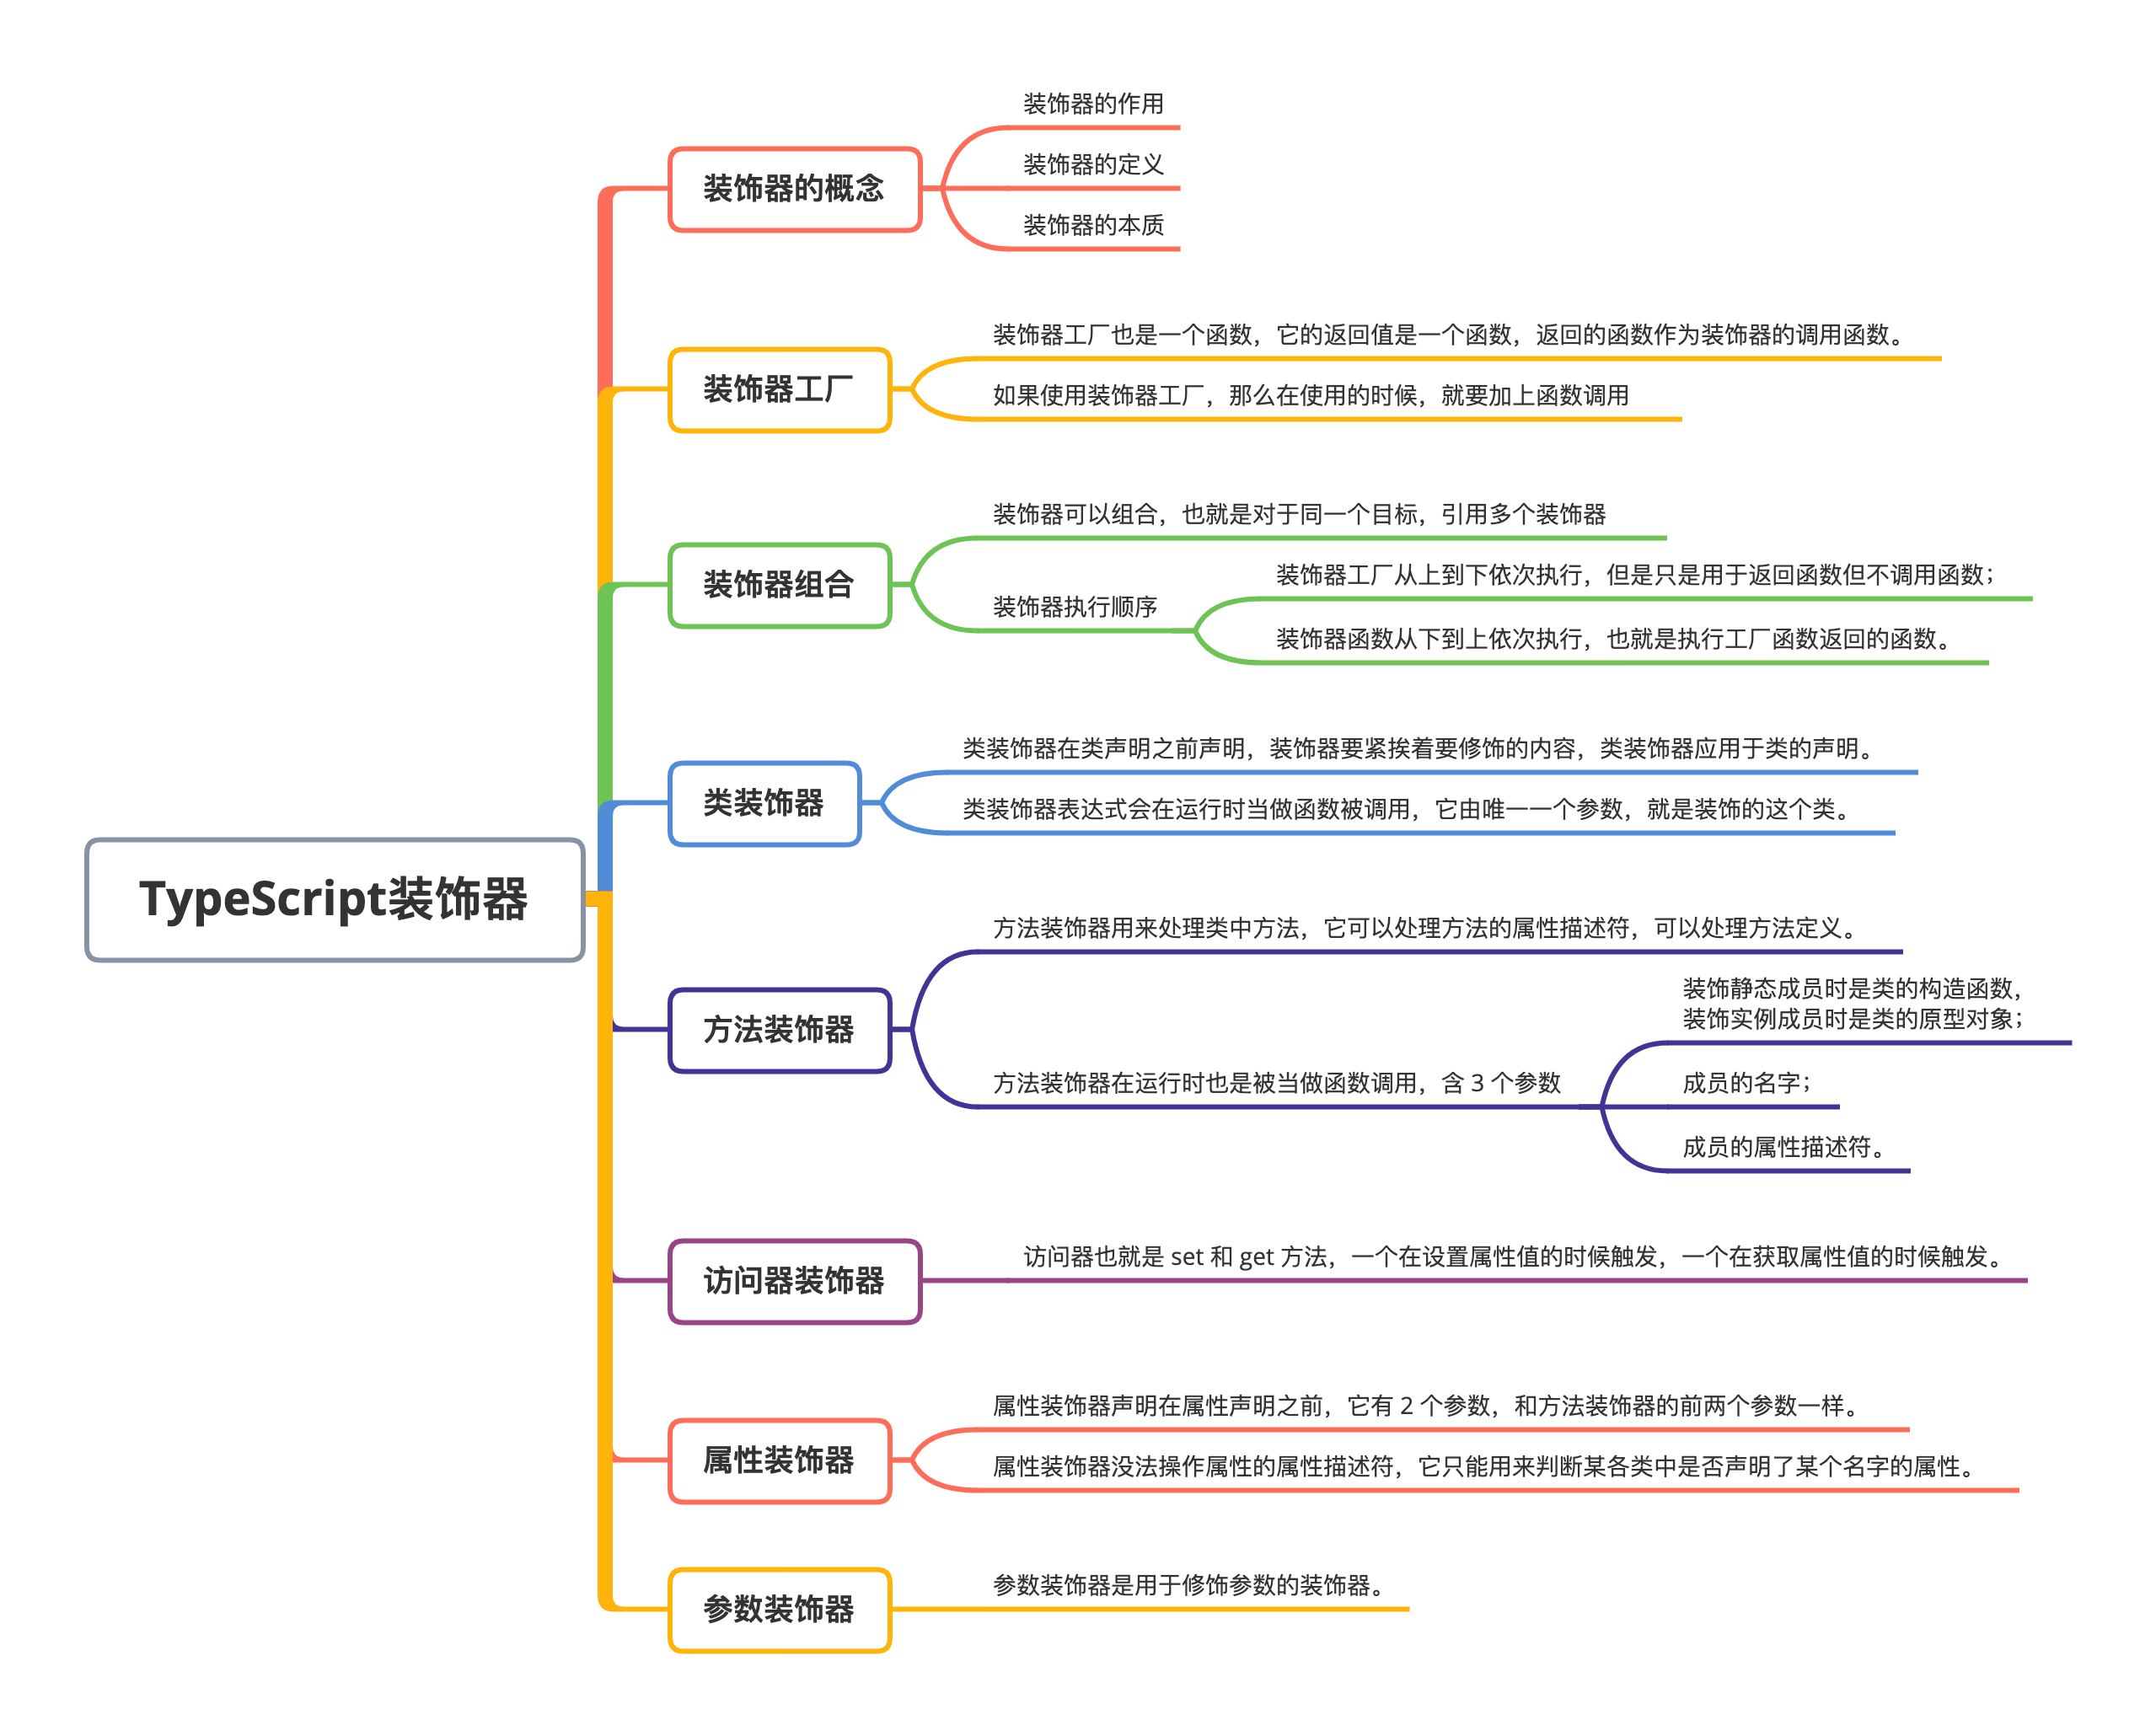 TypeScript装饰器
装饰器的概念
装饰器的作用
装饰器的定义
装饰器的本质
装饰器工厂
装饰器工厂也是一个函数，它的返回值是一个函数，返回的函数作为装饰器的调用函数。
如果使用装饰器工厂，那么在使用的时候，就要加上函数调用
装饰器组合
装饰器可以组合，也就是对于同一个目标，引用多个装饰器
装饰器执行顺序
装饰器工厂从上到下依次执行，但是只是用于返回函数但不调用函数；
装饰器函数从下到上依次执行，也就是执行工厂函数返回的函数。
类装饰器
类装饰器在类声明之前声明，装饰器要紧挨着要修饰的内容，类装饰器应用于类的声明。
类装饰器表达式会在运行时当做函数被调用，它由唯一一个参数，就是装饰的这个类。
方法装饰器
方法装饰器用来处理类中方法，它可以处理方法的属性描述符，可以处理方法定义。
方法装饰器在运行时也是被当做函数调用，含 3 个参数
装饰静态成员时是类的构造函数，
装饰实例成员时是类的原型对象；
成员的名字；
成员的属性描述符。
访问器装饰器
访问器也就是 set 和 get 方法，一个在设置属性值的时候触发，一个在获取属性值的时候触发。
属性装饰器
属性装饰器声明在属性声明之前，它有 2 个参数，和方法装饰器的前两个参数一样。
属性装饰器没法操作属性的属性描述符，它只能用来判断某各类中是否声明了某个名字的属性。
参数装饰器
参数装饰器是用于修饰参数的装饰器。